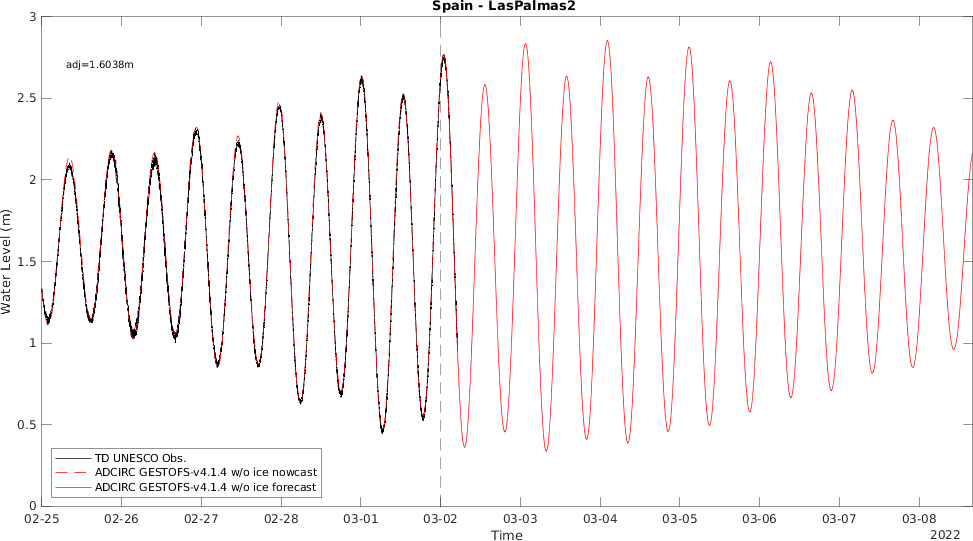 Spain - LasPalmas2
3
2.5
2
1.5
1
0.5
0
Water Level (m)
adj=1.6038m
TD UNESCO Obs.
ADCIRC GESTOFS-v4.1.4 w/o ice nowcast
ADCIRC GESTOFS-v4.1.4 w/o ice forecast
02-25 02-26 02-27 02-28 03-01 03-02 03-03 03-04 03-05 03-06 03-07 03-08
Time
2022